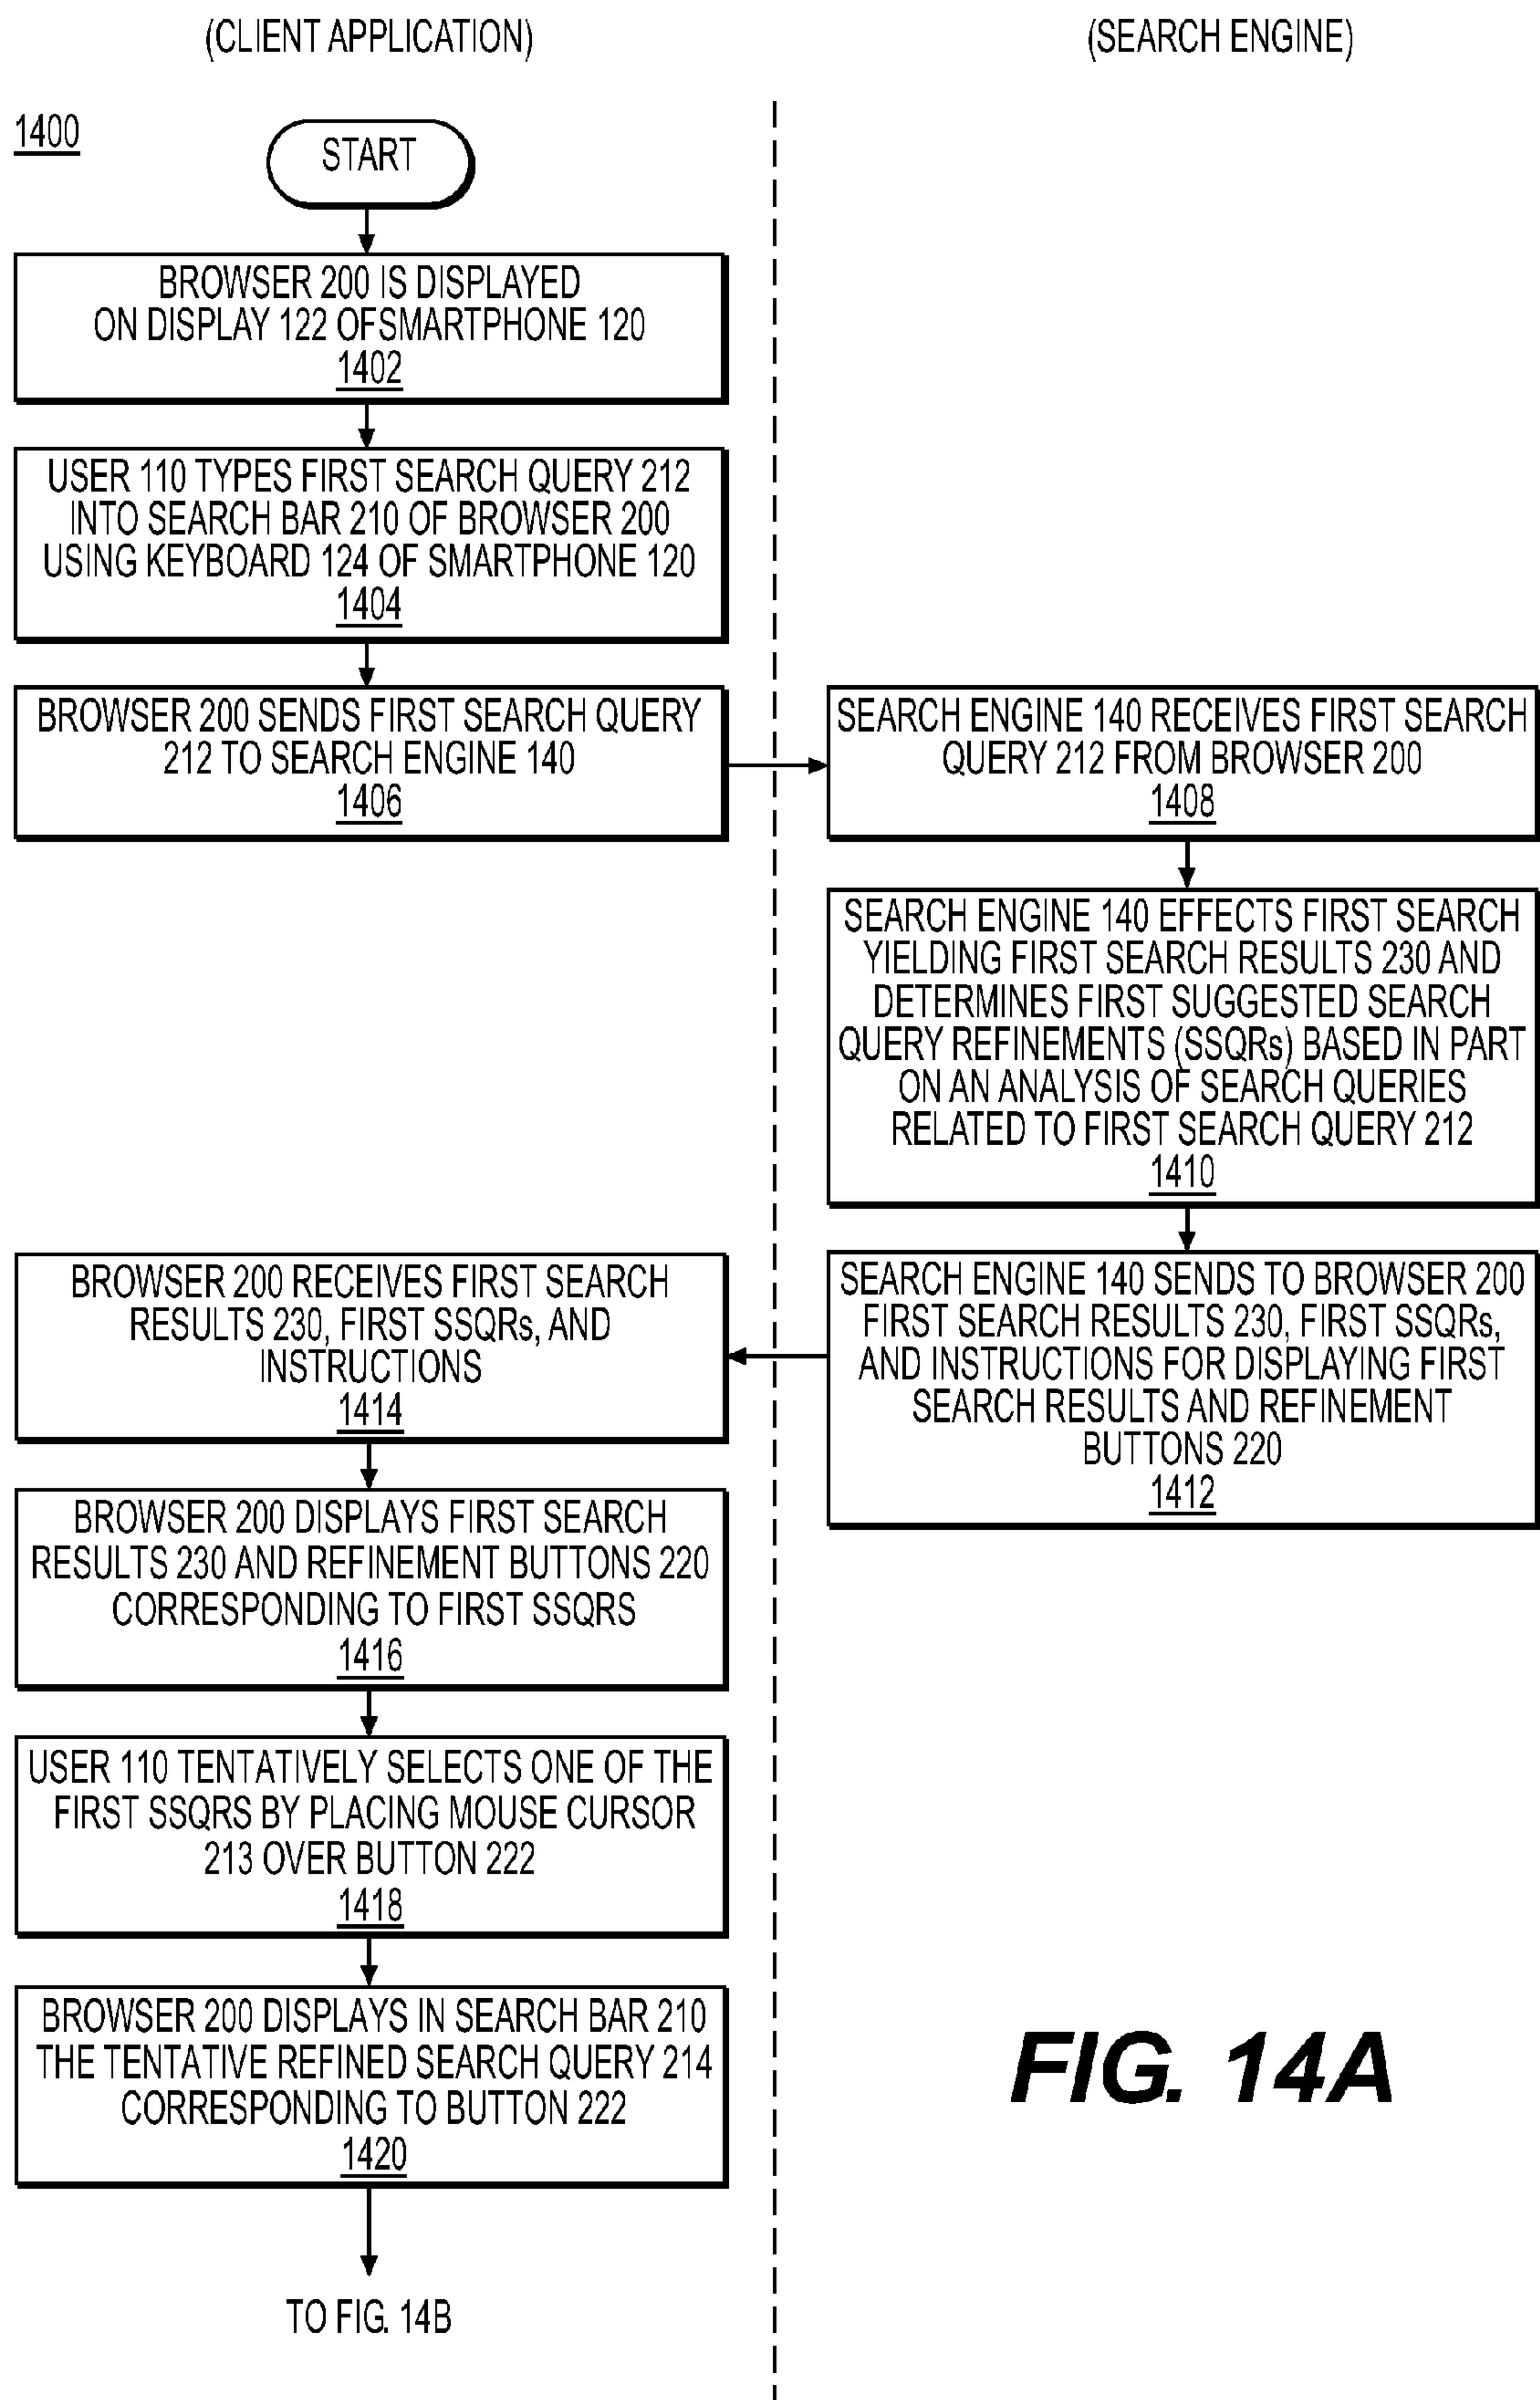 (CLIENT APPLICATION)
(SEARCH ENGINE)
1400
START
BROWSER 200 IS DISPLAYED
ON DISPLAY 122 OFSMARTPHONE 120
1402
USER 110 TYPES FIRST SEARCH QUERY 212
INTO SEARCH BAR 210 OF BROWSER 200
USING KEYBOARD 124 OF SMARTPHONE 120
1404
BROWSER 200 SENDS FIRST SEARCH QUERY
212 TO SEARCH ENGINE 140
1406
SEARCH ENGINE 140 RECEIVES FIRST SEARCH
QUERY 212 FROM BROWSER 200
1408
SEARCH ENGINE 140 EFFECTS FIRST SEARCH
YIELDING FIRST SEARCH RESULTS 230 AND
DETERMINES FIRST SUGGESTED SEARCH
QUERY REFINEMENTS (SSQRs) BASED IN PART
ON AN ANALYSIS OF SEARCH QUERIES
RELATED TO FIRST SEARCH QUERY 212
1410
SEARCH ENGINE 140 SENDS TO BROWSER 200
FIRST SEARCH RESULTS 230, FIRST SSQRs,
AND INSTRUCTIONS FOR DISPLAYING FIRST
SEARCH RESULTS AND REFINEMENT
BUTTONS 220
1412
BROWSER 200 RECEIVES FIRST SEARCH
RESULTS 230, FIRST SSQRs, AND
INSTRUCTIONS
1414
BROWSER 200 DISPLAYS FIRST SEARCH
RESULTS 230 AND REFINEMENT BUTTONS 220
CORRESPONDING TO FIRST SSQRS
1416
USER 110 TENTATIVELY SELECTS ONE OF THE
FIRST SSQRS BY PLACING MOUSE CURSOR
213 OVER BUTTON 222
1418
BROWSER 200 DISPLAYS IN SEARCH BAR 210
THE TENTATIVE REFINED SEARCH QUERY 214
CORRESPONDING TO BUTTON 222
1420
TO FIG. 14B
FIG. 14A